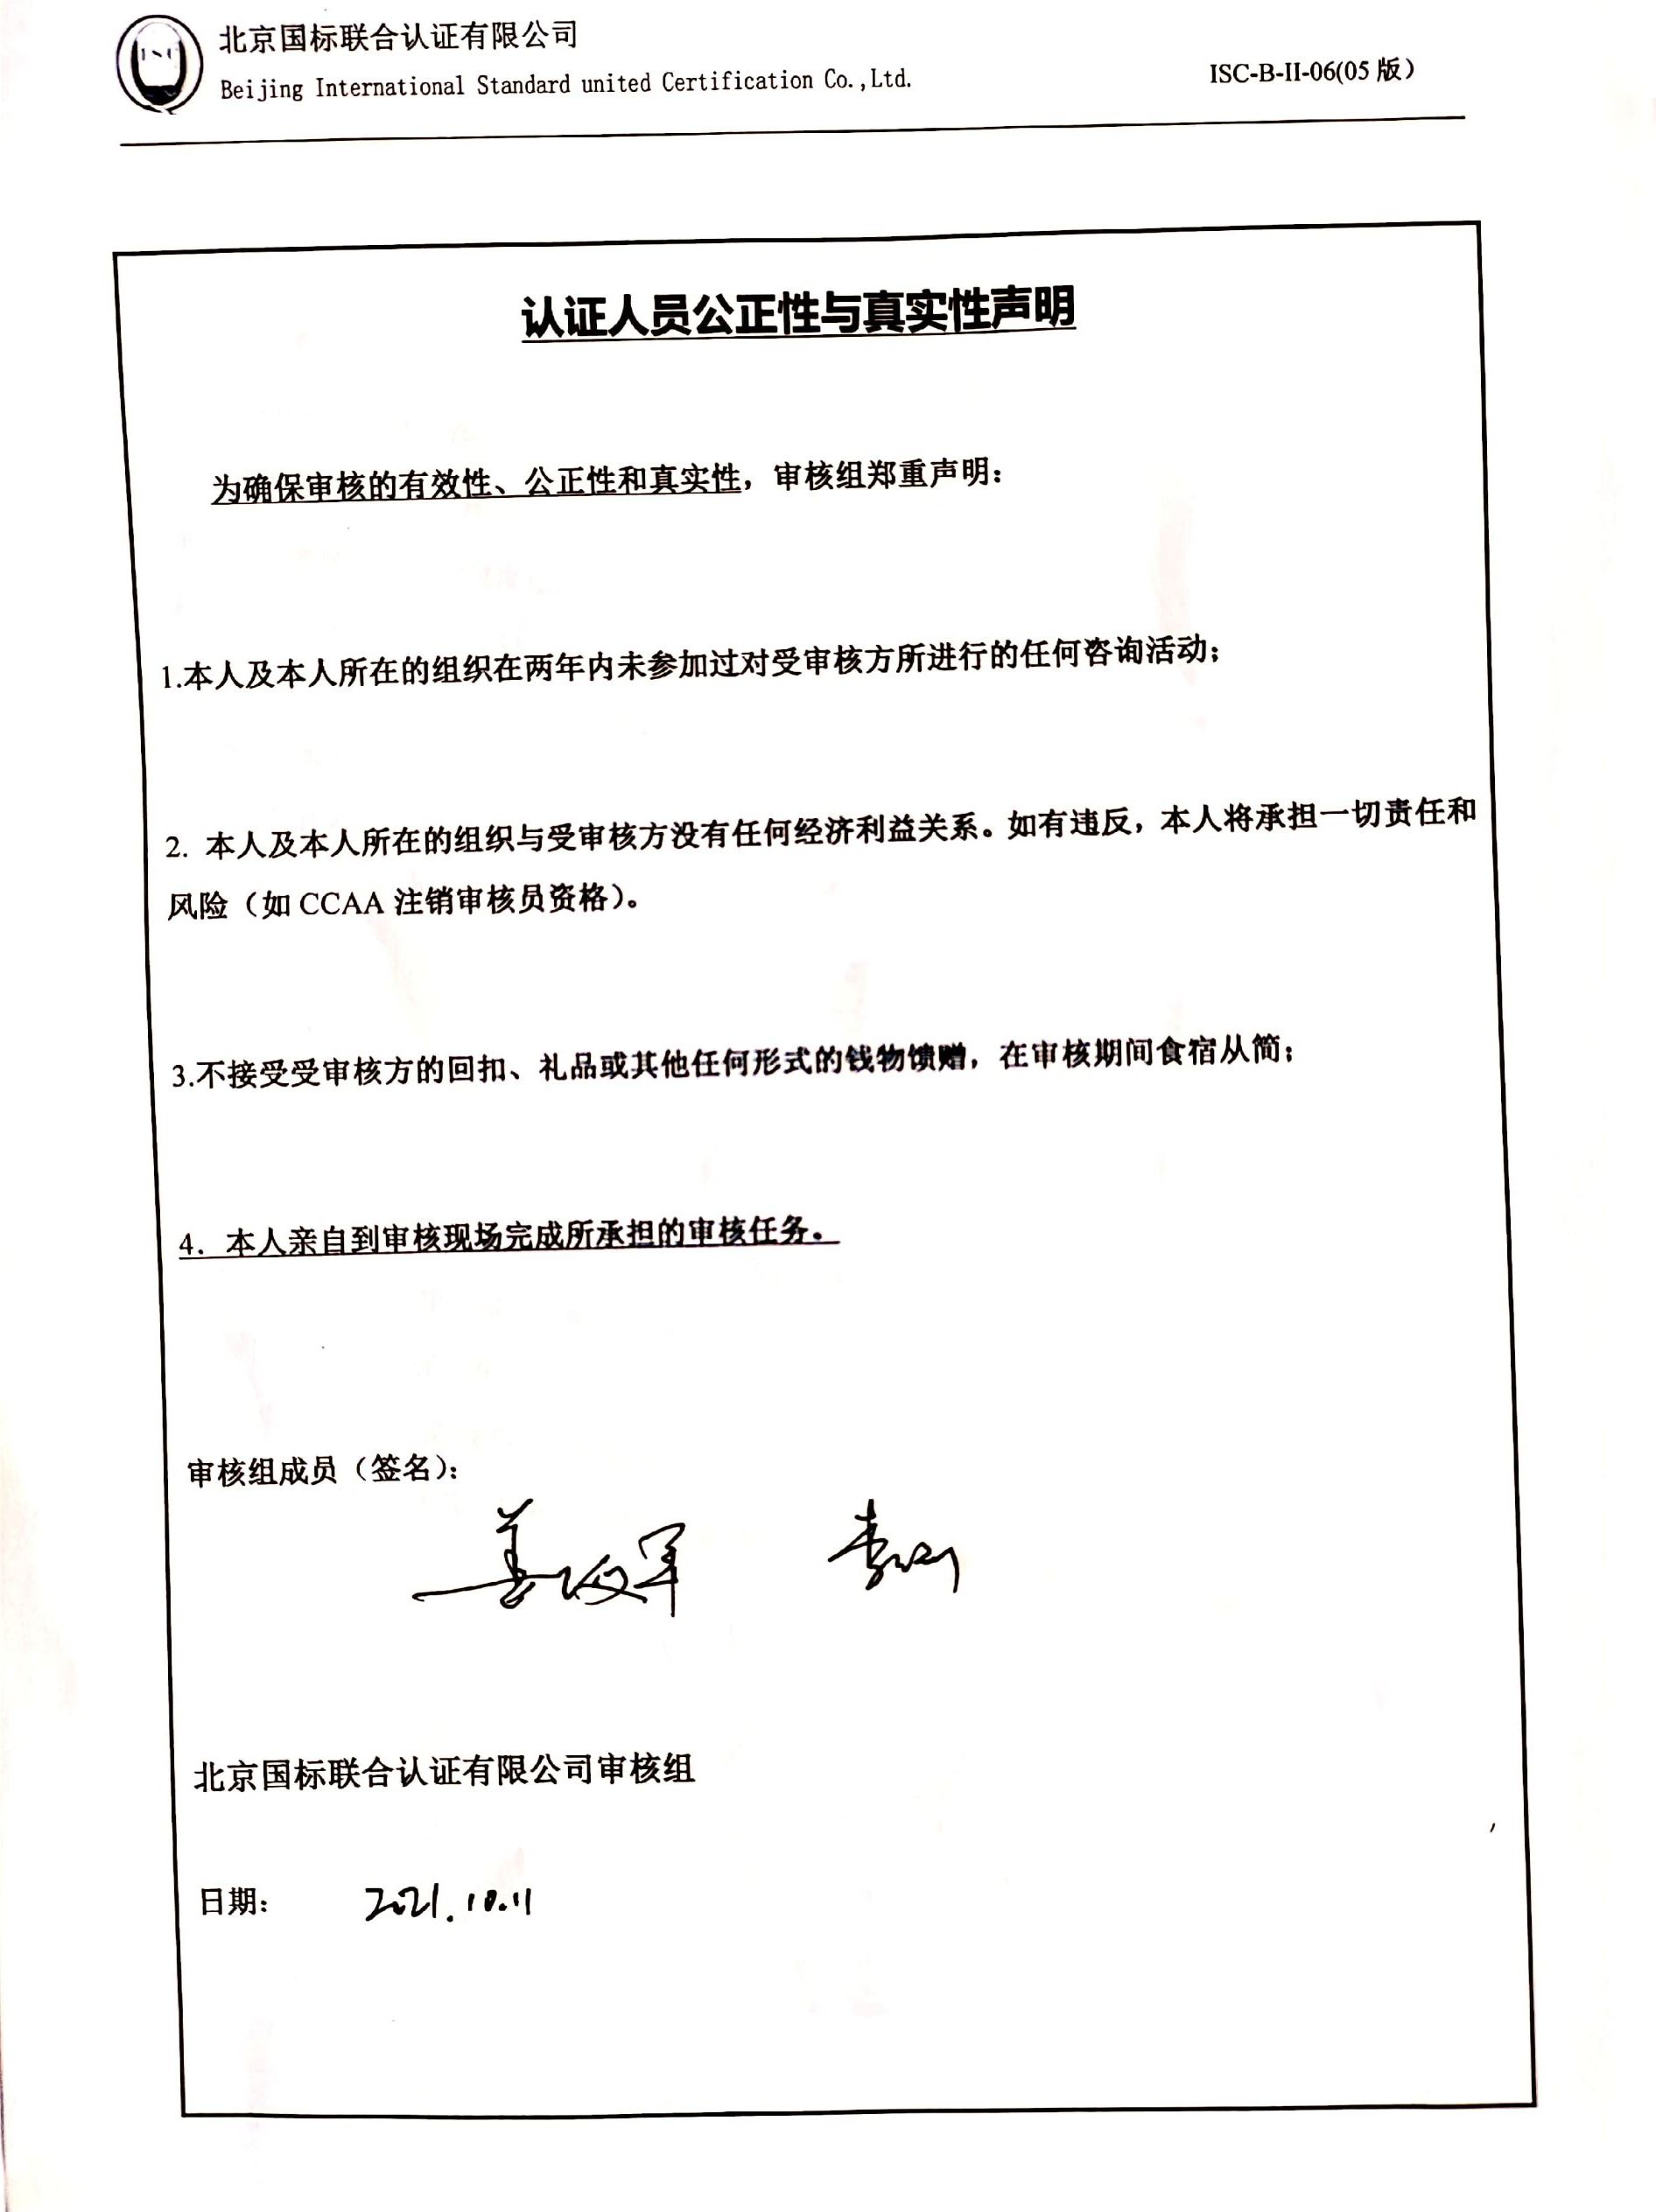 北京国标联合认证有限公司
Beijing International Standard united Certification Co.,Ltd.
ISC-B-II-06(05 版）
认证人员公正性与真实性声明
为确保审核的有效性、公正性和真实性，审核组郑重声明：
1.本人及本人所在的组织在两年内未参加过对受审核方所进行的任何咨询活动；
2. 本人及本人所在的组织与受审核方没有任何经济利益关系。如有违反，本人将承担一切责任和
风险（如 CCAA 注销审核员资格）。
3.不接受受审核方的回扣、礼品或其他任何形式的钱物馈赠，在审核期间食宿从简；
4. 本人亲自到审核现场完成所承担的审核任务。
审核组成员（签名）：
北京国标联合认证有限公司审核组
日期： 2021.10.11